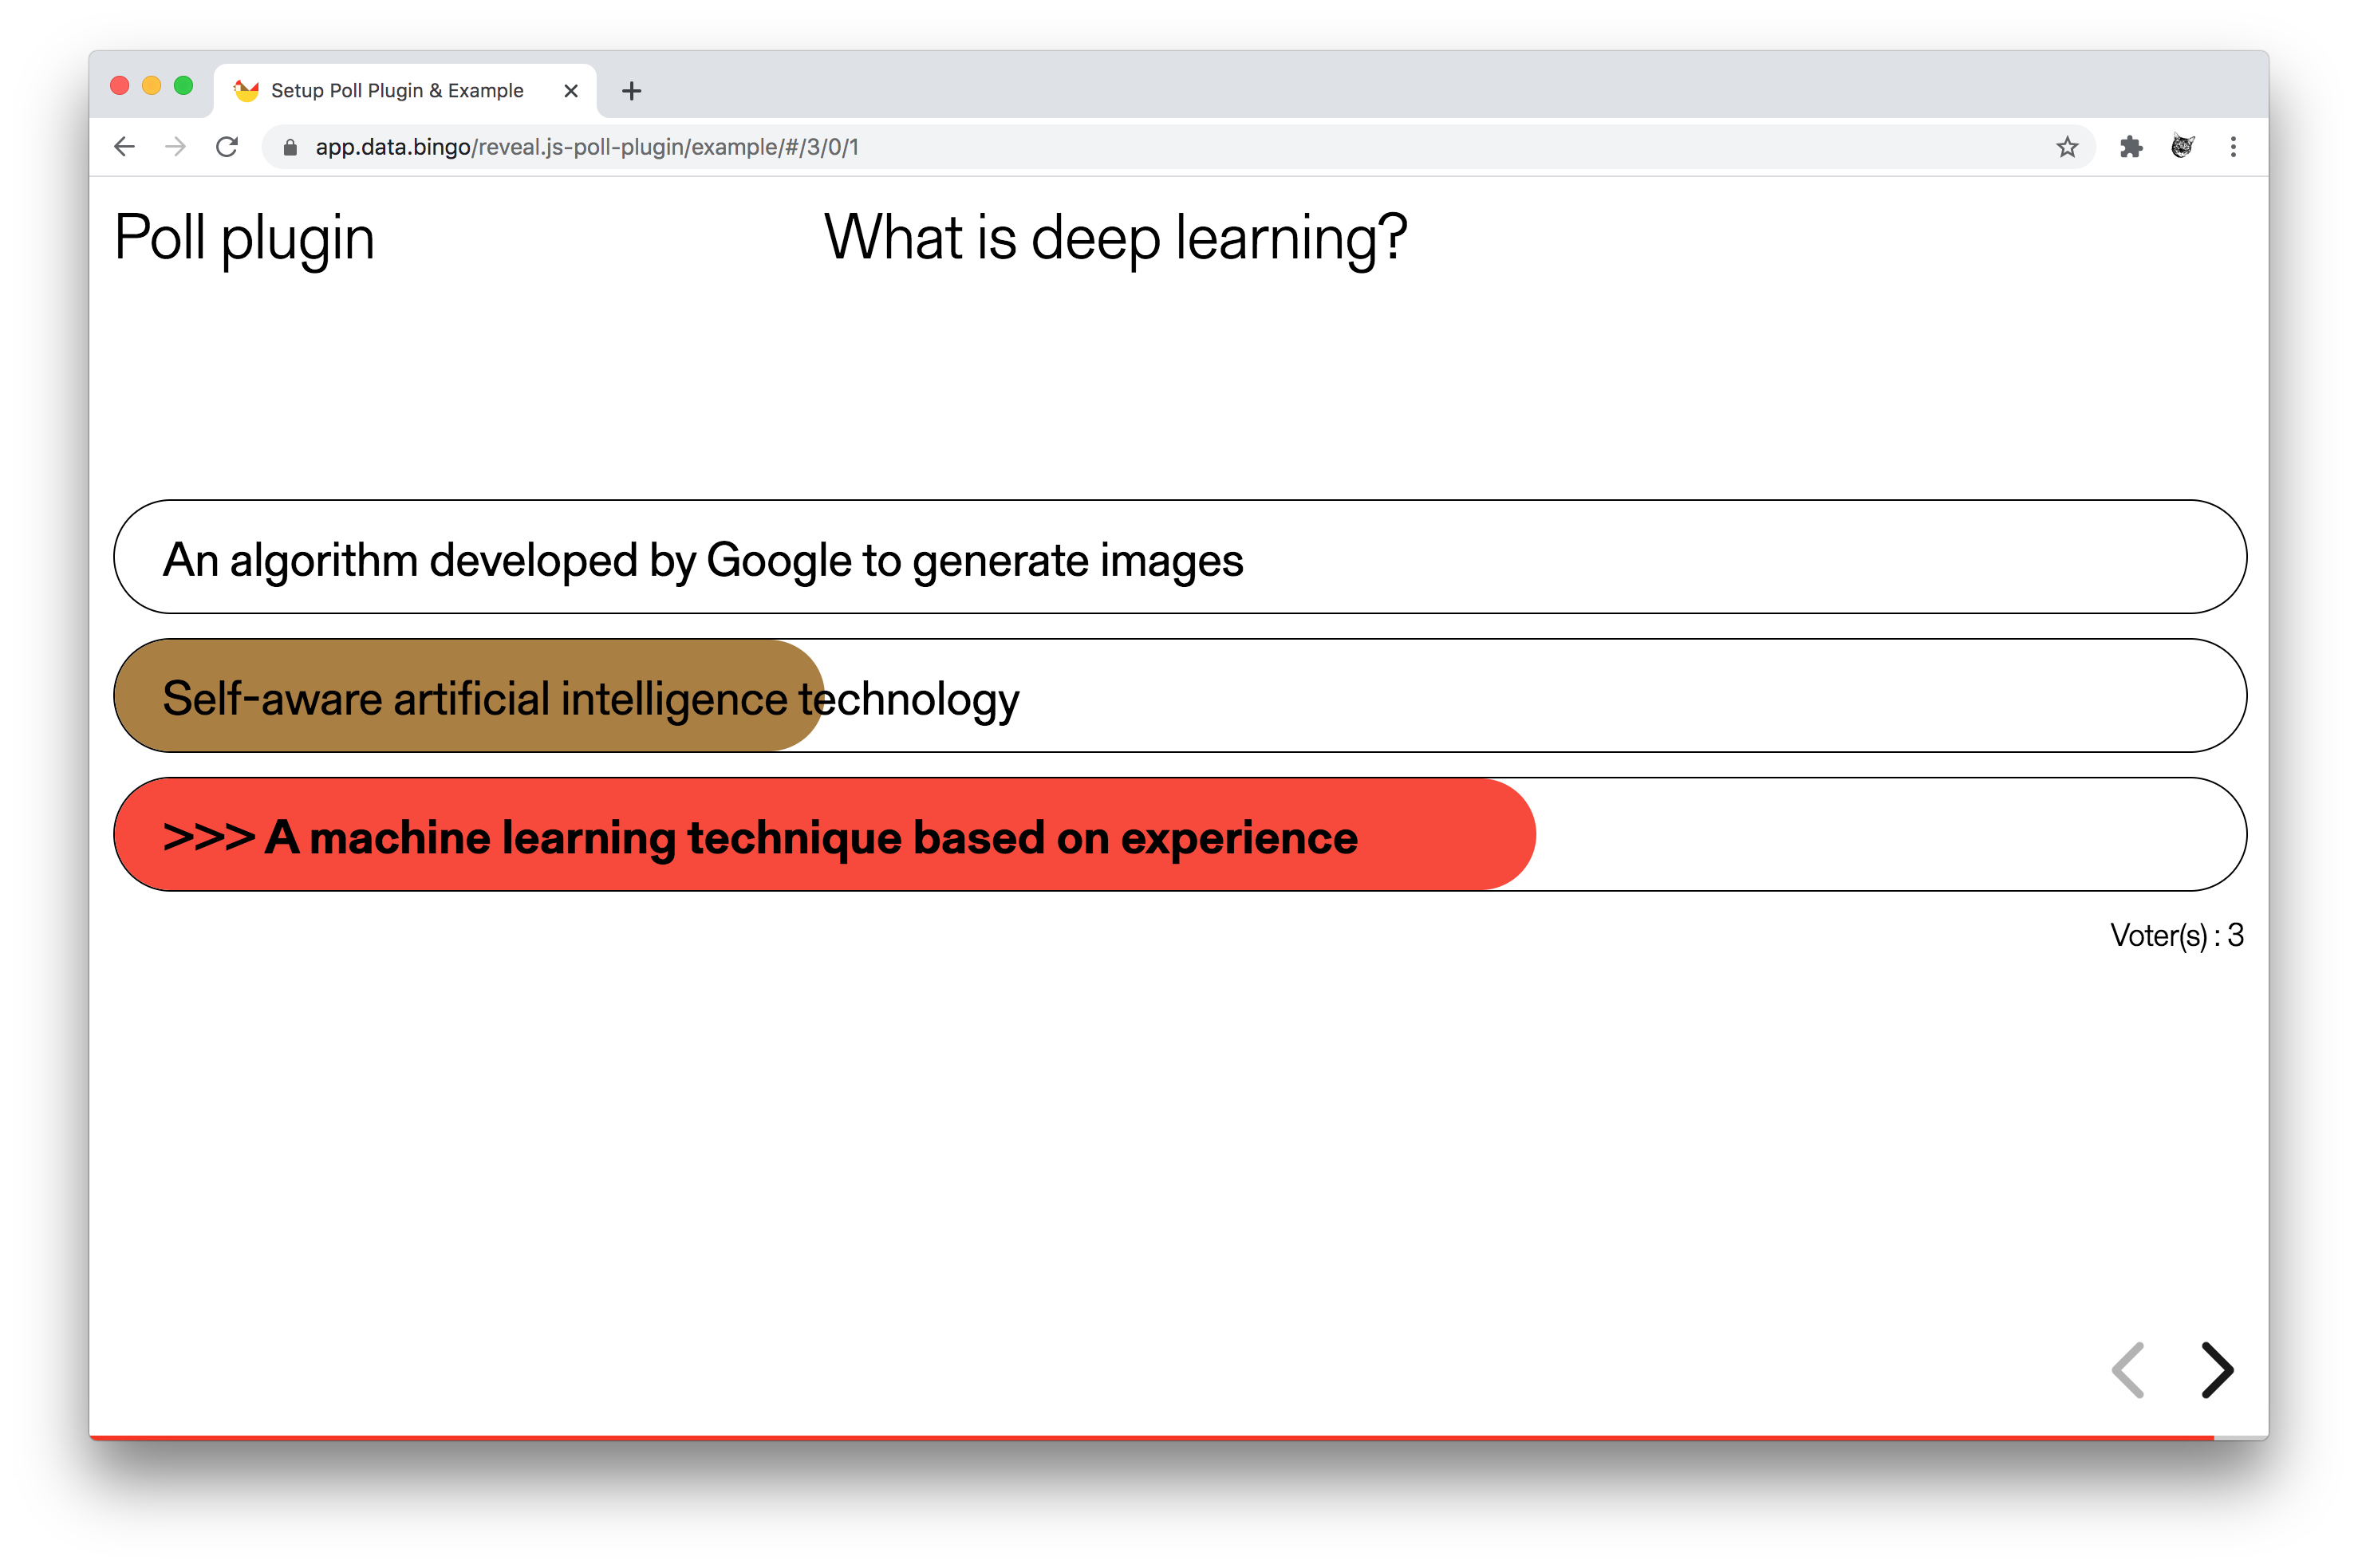 Setup Poll Plugin & Example
app.data.bingo/reveal.js-poll-plugin/example/#/3/0/1
Poll plugin
What is deep learning?
An algorithm developed by Google to generate images
Self-aware artificial intelligence technology
>>> A machine learning technique based on experience
Voter(s) : 3